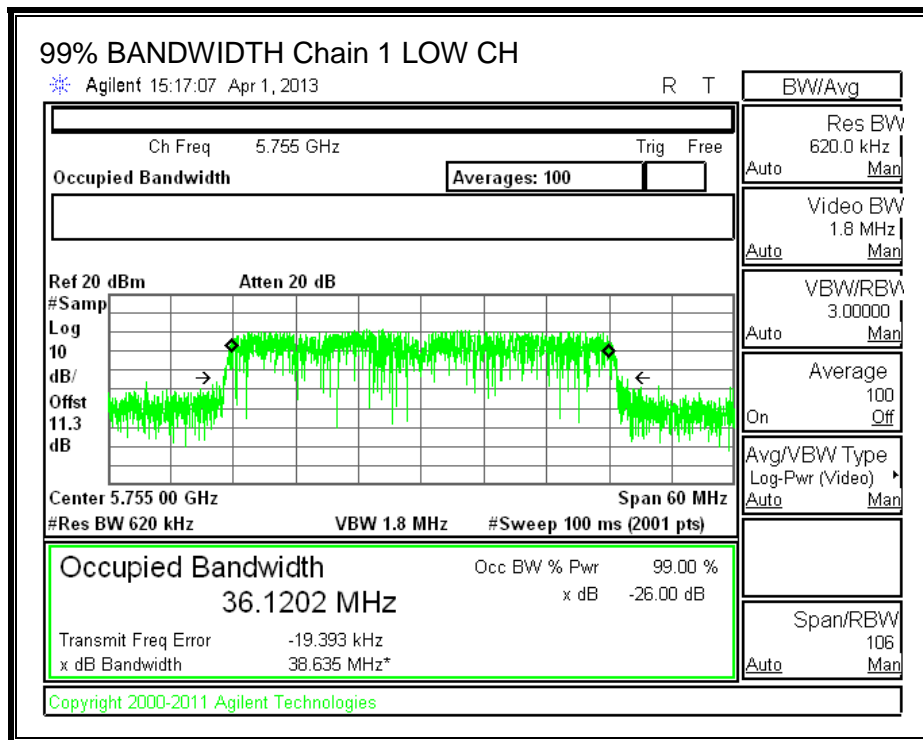 99% BANDWIDTH Chain 1 LOW CH
Agilent 15:17:07 Apr 1, 2013 R T
Ch Freq 5.755 GHz Trig Free
Occupied Bandwidth Averages: 100
Ref 20 dBm Atten 20 dB
#Samp
Log
10
dB/
Offst
11.3
dB
Center 5.755 00 GHz Span 60 MHz
#Res BW 620 kHz VBW 1.8 MHz #Sweep 100 ms (2001 pts)
Occupied Bandwidth Occ BW % Pwr 99.00 %
36.1202 MHz x dB -26.00 dB
Transmit Freq Error -19.393 kHz
x dB Bandwidth 38.635 MHz*
Copyright 2000-2011 Agilent Technologies
BW/Avg
Res BW
620.0 kHz
Auto Man
Video BW
1.8 MHz
Auto Man
VBW/RBW
3.00000
Auto Man
Average
100
On Off
Avg/VBW Type
Log-Pwr (Video)
Auto Man
Span/RBW
106
Auto Man